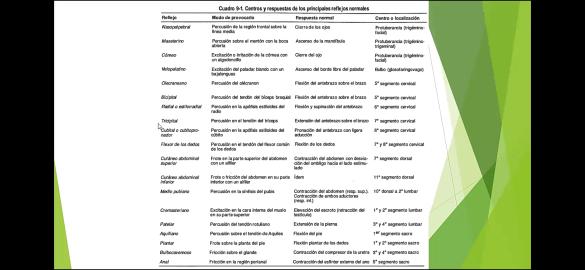 Cuadro 9-1. Centros y respuestas de los principales reflejos normales
Reflejo Modo de provocarlo Respuesta normal Centro o localización
Nasopalpebral Percusión de la región frontal sobre la línea media Cierre de los ojos Protuberancia (trigémino-facial)
Maseterino Percusión sobre el mentón con la boca abierta Ascenso de la mandíbula Protuberancia (trigémino-trigeminal)
Córneo Excitación o irritación de la córnea con un algodoncillo Cierre del ojo Protuberancia (trigémino-facial)
Velopalatino Excitación del paladar blando con un bajalenguas Ascenso del borde libre del paladar Bulbo (glosofaringovago)
Olecraneano Percusión del olécranon Flexión del antebrazo sobre el brazo 5° segmento cervical
Bicipital Percusión del tendón del bíceps braquial Flexión del antebrazo sobre el brazo 5° segmento cervical
Radial o estilorradial Percusión en la apófisis estiloides del radio Flexión y supinación del antebrazo 6° segmento cervical
Tricipital Percusión en el tendón del tríceps Extensión del antebrazo sobre el brazo 7° segmento cervical
Cubital o cubitopronador Percusión en la apófisis estiloides del cúbito Pronación del antebrazo con ligera aducción 8° segmento cervical
Flexor de los dedos Percusión en el tendón del flexor común de los dedos Flexión de los dedos 7° y 8° segmento cervical
Cutáneo abdominal superior Frote en la parte superior del abdomen con un alfiler Contracción del abdomen con desviación del ombligo hacia el lado estimulado 7° segmento dorsal
Cutáneo abdominal inferior Frote o fricción del abdomen en su parte inferior con un alfiler Ídem 11° segmento dorsal
Medio pubiano Percusión en la sínfisis del pubis Contracción del abdomen (resp. sup.). Contracción de ambos aductores (resp. inf.) 10° dorsal a 2° lumbar
Cremasteriano Excitación en la cara interna del muslo en su parte superior Elevación del escroto (retracción del testículo) 1° y 2° segmento lumbar
Patelar Percusión del tendón rotuliano Extensión de la pierna 3° y 4° segmento lumbar
Aquiliano Percusión sobre el tendón de Aquiles Flexión del pie 1er segmento sacro
Plantar Frote sobre la planta del pie Flexión plantar de los dedos 1° y 2° segmento sacro
Bulbocavernoso Fricción sobre el glande Contracción del compresor de la uretra 3° y 4° segmento sacro
Anal Fricción en la región perianal Contracción del esfínter externo del ano 5° segmento sacro